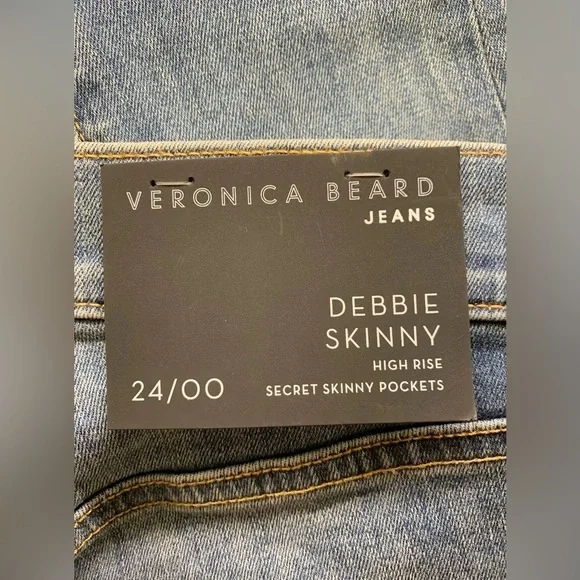 VERONICA BEARD
JEANS
DEBBIE
SKINNY
HIGH RISE
24/00
SECRET SKINNY POCKETS